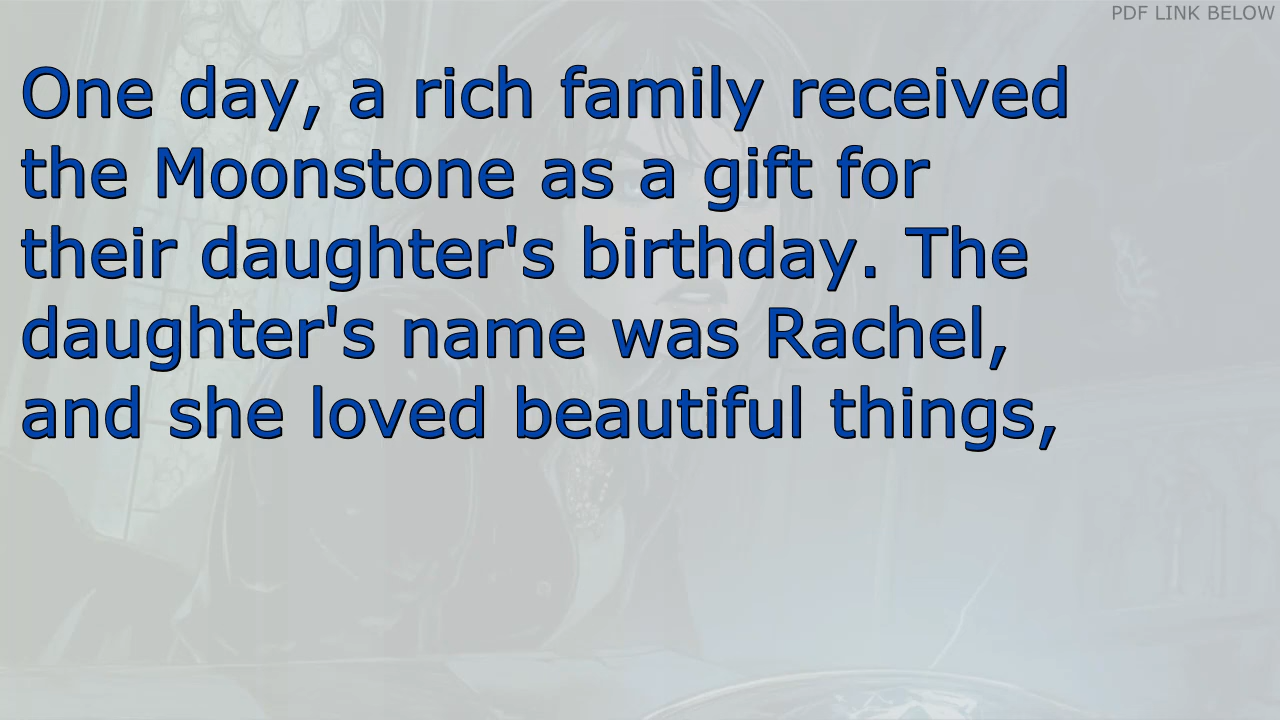 PDF LINK BELOW
One day, a rich family received
the Moonstone as a gift for
their daughter's birthday. The
daughter's name was Rachel,
and she loved beautiful things,